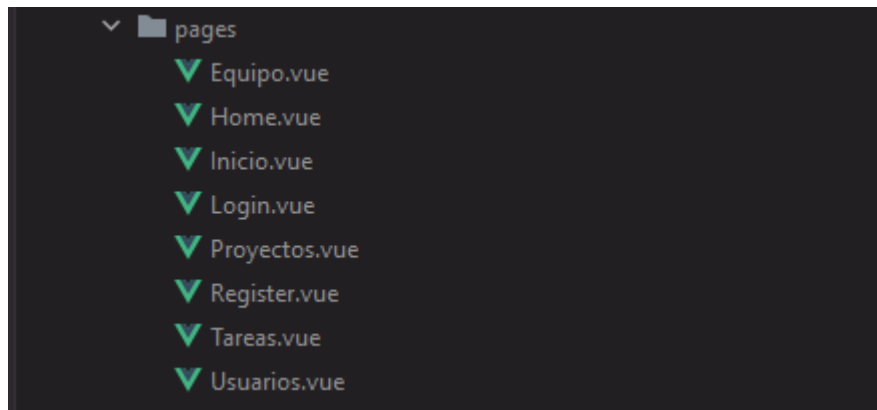 pages
Equipo.vue
Home.vue
Inicio.vue
Login.vue
Proyectos.vue
Register.vue
Tareas.vue
Usuarios.vue